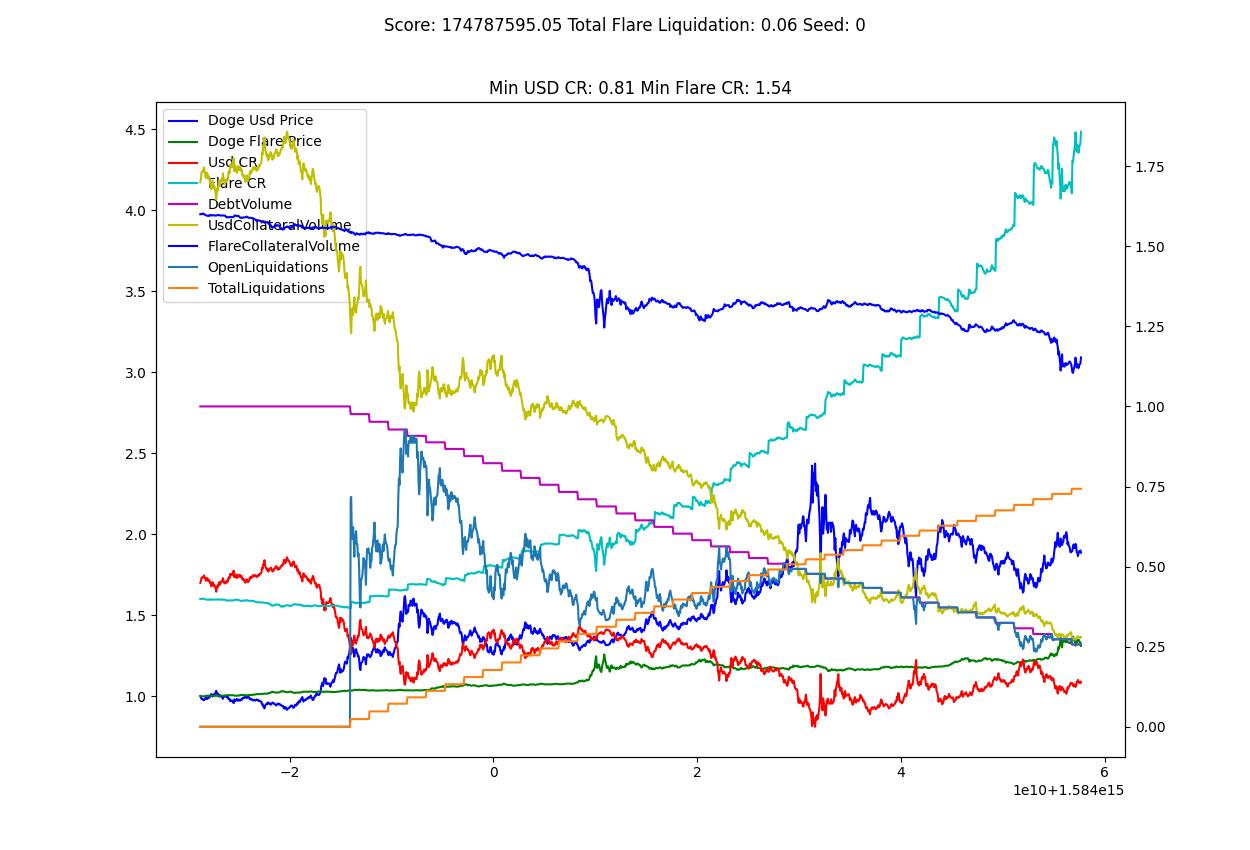 Score: 174787595.05 Total Flare Liquidation: 0.06 Seed: 0
Min USD CR: 0.81 Min Flare CR: 1.54
Doge Usd Price
Doge Flare Price
Usd CR
Flare CR
DebtVolume
UsdCollateralVolume
FlareCollateralVolume
OpenLiquidations
TotalLiquidations
4.5
4.0
3.5
3.0
2.5
2.0
1.5
1.0
1.75
1.50
1.25
1.00
0.75
0.50
0.25
0.00
−2
0
2
4
6
1e10+1.584e15